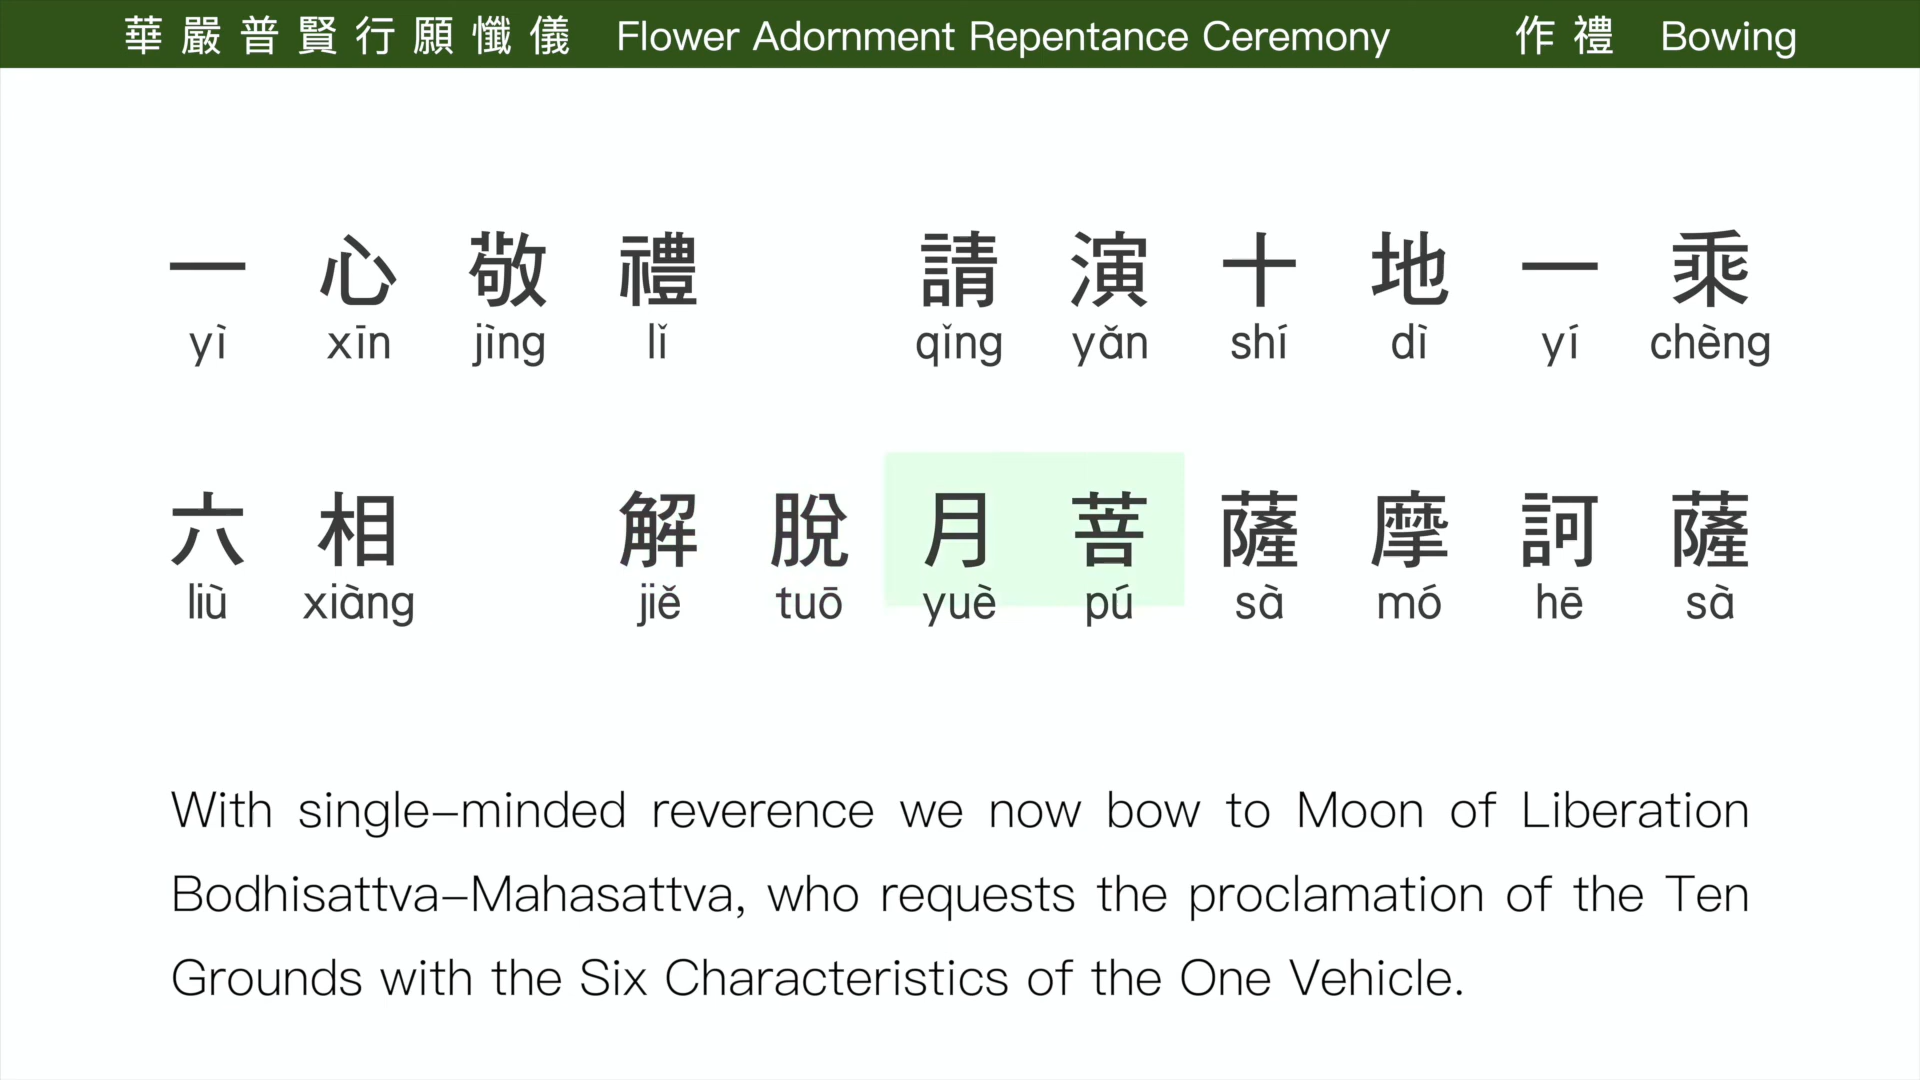 華嚴普賢行願懺儀 Flower Adornment Repentance Ceremony 作禮 Bowing
一心敬禮 請演十地一乘
yì xīn jìng lǐ qǐng yǎn shí dì yí chèng
六相 解脫月菩薩摩訶薩
liù xiàng jiě tuō yuè pú sà mó hē sà
With single-minded reverence we now bow to Moon of Liberation
Bodhisattva-Mahasattva, who requests the proclamation of the Ten
Grounds with the Six Characteristics of the One Vehicle.